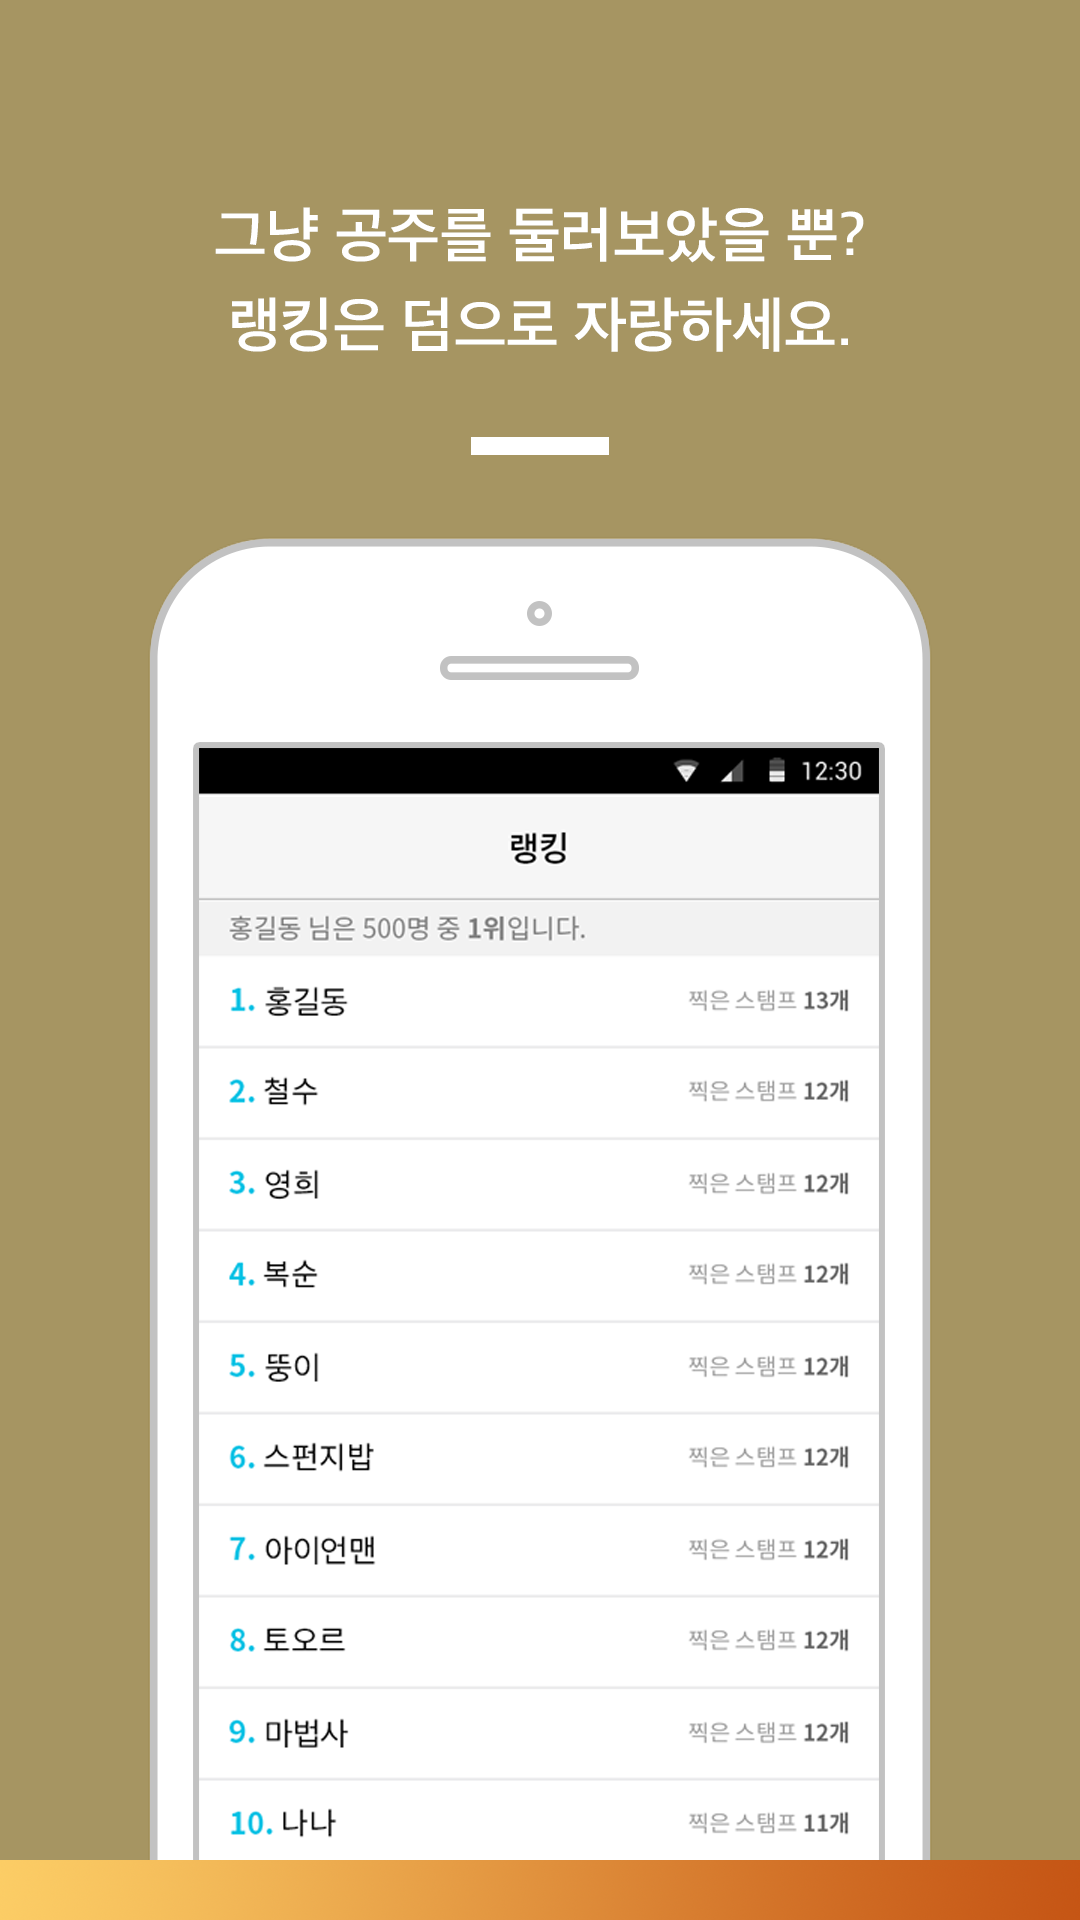 그냥 공주를 둘러보았을 뿐?
랭킹은 덤으로 자랑하세요.
12:30
랭킹
홍길동 님은 500명 중 1위입니다.
1. 홍길동 찍은 스탬프 13개
2. 철수 찍은 스탬프 12개
3. 영희 찍은 스탬프 12개
4. 복순 찍은 스탬프 12개
5. 뚱이 찍은 스탬프 12개
6. 스펀지밥 찍은 스탬프 12개
7. 아이언맨 찍은 스탬프 12개
8. 토오르 찍은 스탬프 12개
9. 마법사 찍은 스탬프 12개
10. 나나 찍은 스탬프 11개